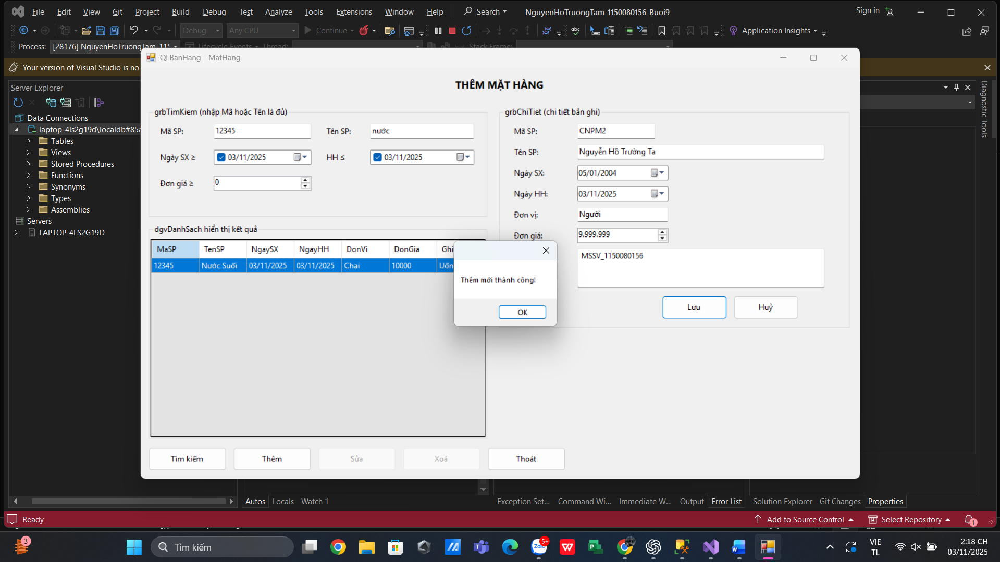 File Edit View Git Project Build Debug Test Analyze Tools Extensions Window Help Search NguyenHoTruongTam_1150080156_Buoi9 Sign in
Debug Any CPU Continue Application Insights
Process: [28176] NguyenHoTruongTam_115 Lifecycle Events Thread: Stack Frame:
Your version of Visual Studio is no
Server Explorer
Data Connections
laptop-4ls2g19d\localdb#85a
Tables
Views
Stored Procedures
Functions
Synonyms
Types
Assemblies
Servers
LAPTOP-4LS2G19D
Diagnostic Tools
QLBanHang - MatHang
THÊM MẶT HÀNG
grbTimKiem (nhập Mã hoặc Tên là đủ)
Mã SP: 12345 Tên SP: nước
Ngày SX ≥ 03/11/2025 HH ≤ 03/11/2025
Đơn giá ≥ 0
grbChiTiet (chi tiết bản ghi)
Mã SP: CNPM2
Tên SP: Nguyễn Hồ Trường Ta
Ngày SX: 05/01/2004
Ngày HH: 03/11/2025
Đơn vị: Người
Đơn giá: 9.999.999
MSSV_1150080156
Lưu Huỷ
dgvDanhSach hiển thị kết quả
MaSP TenSP NgaySX NgayHH DonVi DonGia Ghi
12345 Nước Suối 03/11/2025 03/11/2025 Chai 10000 Uốn
Thêm mới thành công!
OK
Tìm kiếm Thêm Sửa Xoá Thoát
Autos Locals Watch 1 Exception Set... Command Wi... Immediate W... Output Error List Solution Explorer Git Changes Properties
Ready Add to Source Control Select Repository 1
3 Tìm kiếm Zalo 5+ VIE TL 2:18 CH 03/11/2025